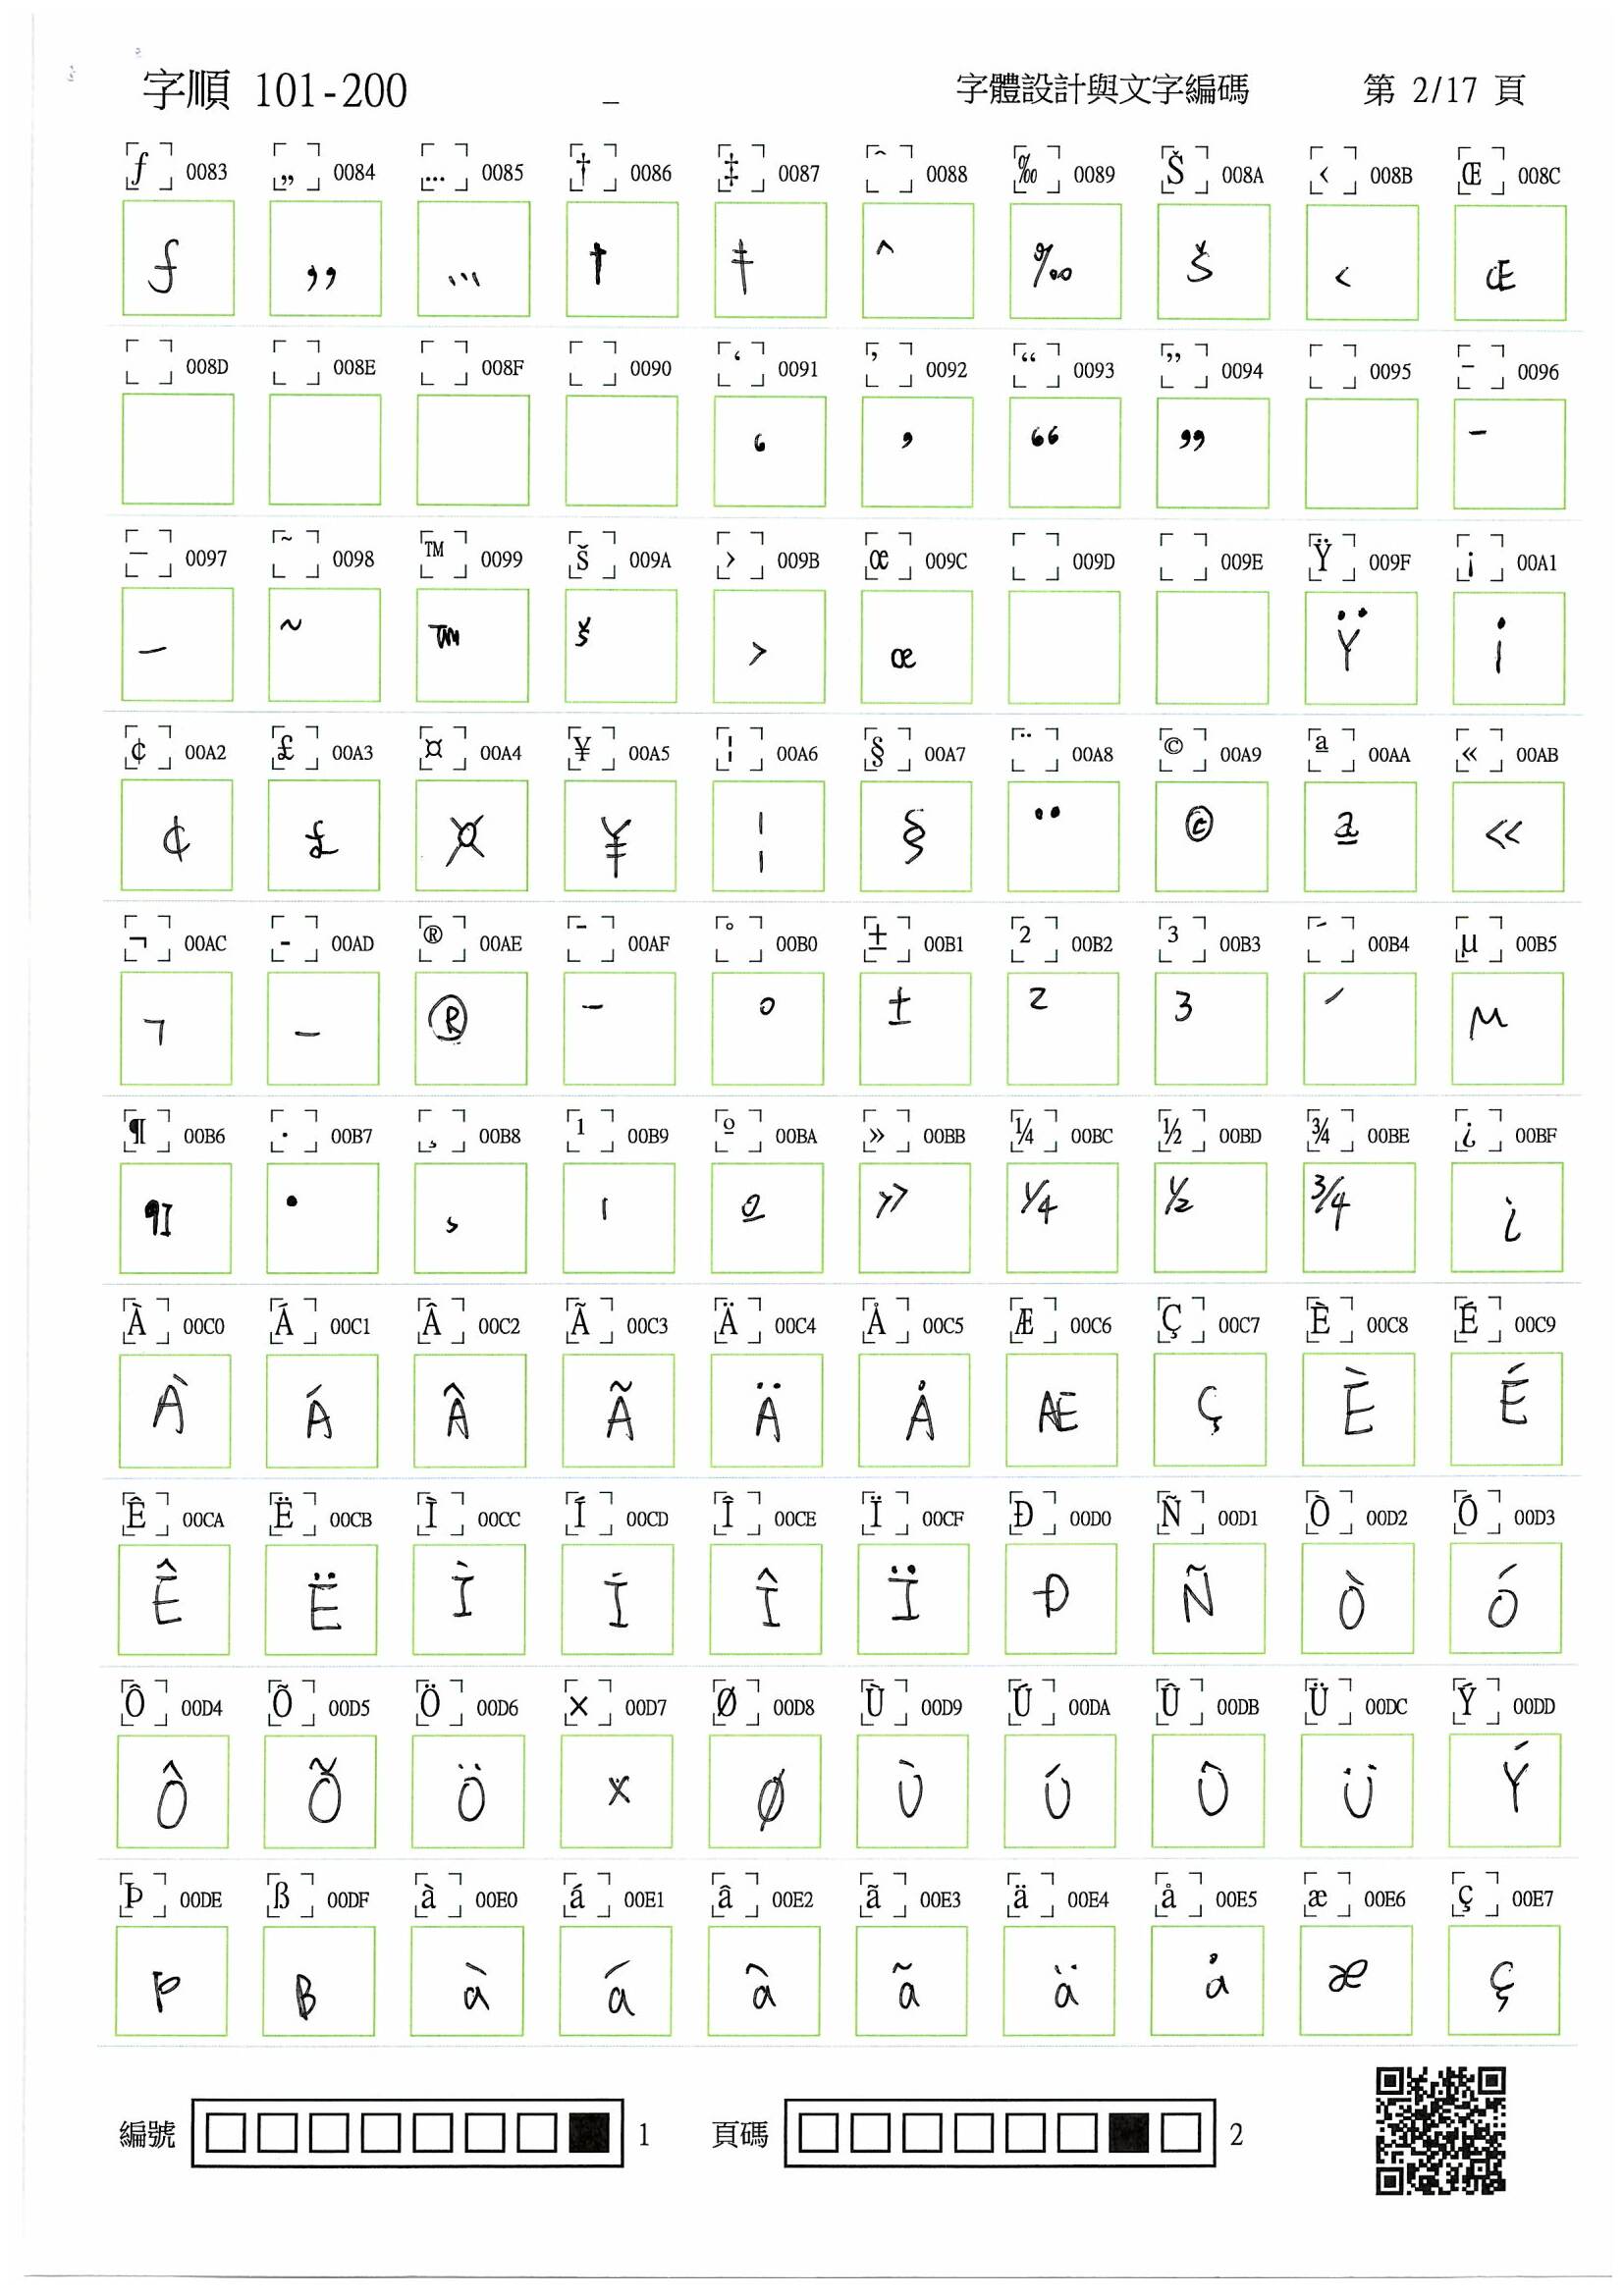 字順 101-200 _ 字體設計與文字編碼 第 2/17 頁
ƒ 0083 „ 0084 … 0085 † 0086 ‡ 0087 ˆ 0088 ‰ 0089 Š 008A ‹ 008B Œ 008C
ƒ „ … † ‡ ˆ ‰ Š ‹ Œ
008D 008E 008F 0090 ‘ 0091 ’ 0092 “ 0093 ” 0094 0095 – 0096
‘ ’ “ ” –
— 0097 ˜ 0098 ™ 0099 š 009A › 009B œ 009C 009D 009E Ÿ 009F ¡ 00A1
— ˜ ™ š › œ Ÿ ¡
¢ 00A2 £ 00A3 ¤ 00A4 ¥ 00A5 ¦ 00A6 § 00A7 ¨ 00A8 © 00A9 ª 00AA « 00AB
¢ £ ¤ ¥ ¦ § ¨ © ª «
¬ 00AC - 00AD ® 00AE ¯ 00AF ° 00B0 ± 00B1 ² 00B2 ³ 00B3 ´ 00B4 µ 00B5
¬ - ® ¯ ° ± ² ³ ´ µ
¶ 00B6 · 00B7 ¸ 00B8 ¹ 00B9 º 00BA » 00BB ¼ 00BC ½ 00BD ¾ 00BE ¿ 00BF
¶ · ¸ ¹ º » ¼ ½ ¾ ¿
À 00C0 Á 00C1 Â 00C2 Ã 00C3 Ä 00C4 Å 00C5 Æ 00C6 Ç 00C7 È 00C8 É 00C9
À Á Â Ã Ä Å Æ Ç È É
Ê 00CA Ë 00CB Ì 00CC Í 00CD Î 00CE Ï 00CF Ð 00D0 Ñ 00D1 Ò 00D2 Ó 00D3
Ê Ë Ì Í Î Ï Ð Ñ Ò Ó
Ô 00D4 Õ 00D5 Ö 00D6 × 00D7 Ø 00D8 Ù 00D9 Ú 00DA Û 00DB Ü 00DC Ý 00DD
Ô Õ Ö × Ø Ù Ú Û Ü Ý
Þ 00DE ß 00DF à 00E0 á 00E1 â 00E2 ã 00E3 ä 00E4 å 00E5 æ 00E6 ç 00E7
Þ ß à á â ã ä å æ ç
編號 1 頁碼 2